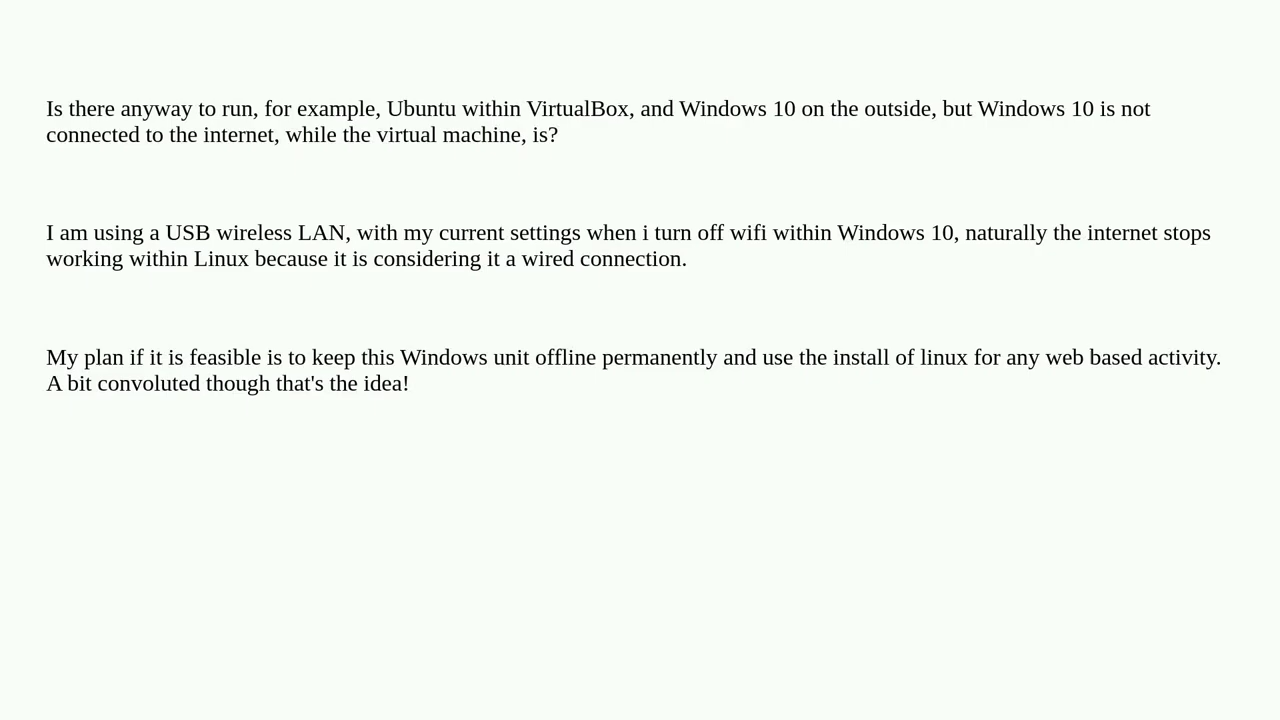 Is there anyway to run, for example, Ubuntu within VirtualBox, and Windows 10 on the outside, but Windows 10 is not
connected to the internet, while the virtual machine, is?
I am using a USB wireless LAN, with my current settings when i turn off wifi within Windows 10, naturally the internet stops
working within Linux because it is considering it a wired connection.
My plan if it is feasible is to keep this Windows unit offline permanently and use the install of linux for any web based activity.
A bit convoluted though that's the idea!